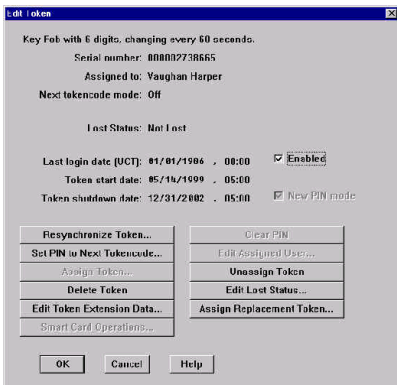 Edit Token
Key Fob with 6 digits, changing every 60 seconds.
Serial number: 000002738665
Assigned to: Vaughan Harper
Next tokencode mode: Off
Lost Status: Not Lost
Last login date (UCT): 01/01/1986 , 00:00 Enabled
Token start date: 05/14/1999 , 05:00
Token shutdown date: 12/31/2002 , 05:00 New PIN mode
Resynchronize Token... Clear PIN
Set PIN to Next Tokencode... Edit Assigned User...
Assign Token... Unassign Token
Delete Token Edit Lost Status...
Edit Token Extension Data... Assign Replacement Token...
Smart Card Operations...
OK Cancel Help